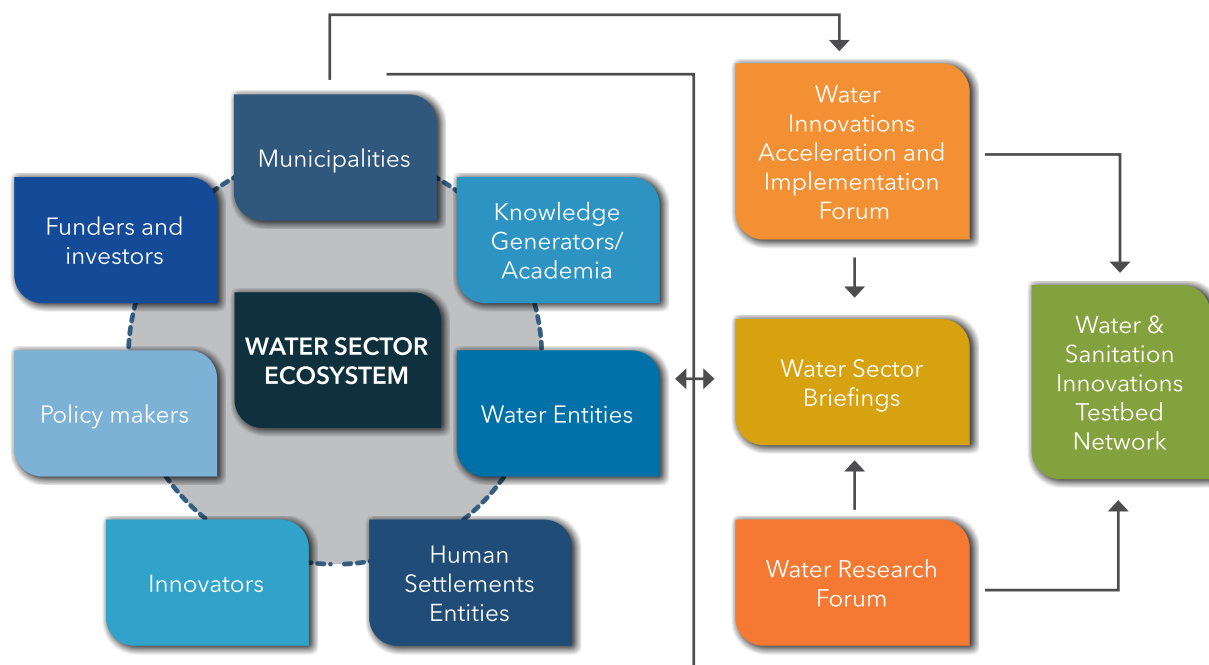 Municipalities
Funders and
investors
Knowledge
Generators/
Academia
WATER SECTOR
ECOSYSTEM
Policy makers
Water Entities
Innovators
Human
Settlements
Entities
Water
Innovations
Acceleration and
Implementation
Forum
Water Sector
Briefings
Water Research
Forum
Water &
Sanitation
Innovations
Testbed
Network